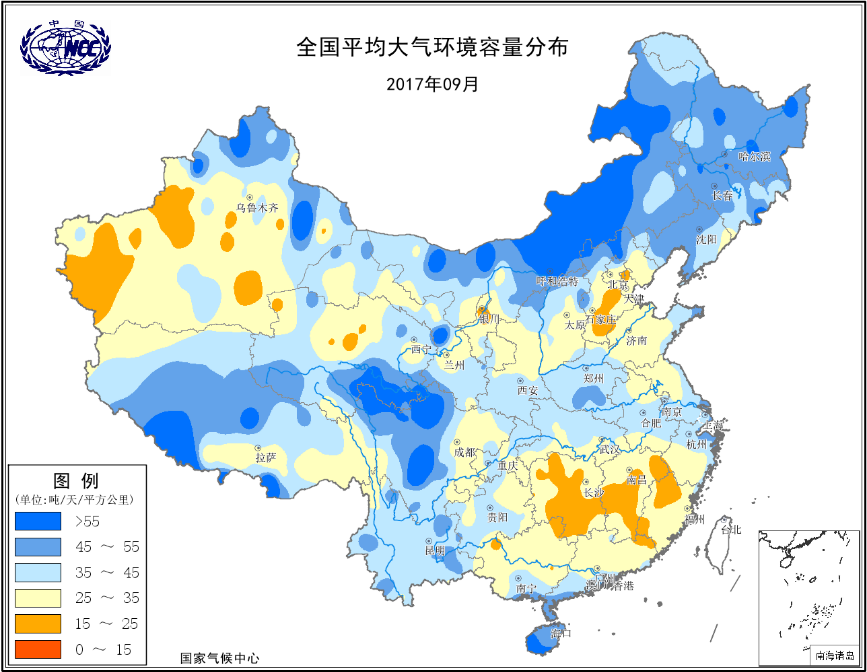 中国
NCC
全国平均大气环境容量分布
2017年09月
哈尔滨
长春
乌鲁木齐
沈阳
呼和浩特
北京
天津
银川
石家庄
太原
济南
西宁
兰州
郑州
西安
南京
合肥
上海
杭州
成都
拉萨
武汉
重庆
南昌
长沙
贵阳
福州
台北
昆明
广州
南宁
澳门
香港
海口
图 例
(单位:吨/天/平方公里)
>55
45 ～ 55
35 ～ 45
25 ～ 35
15 ～ 25
0 ～ 15
国家气候中心
南海诸岛